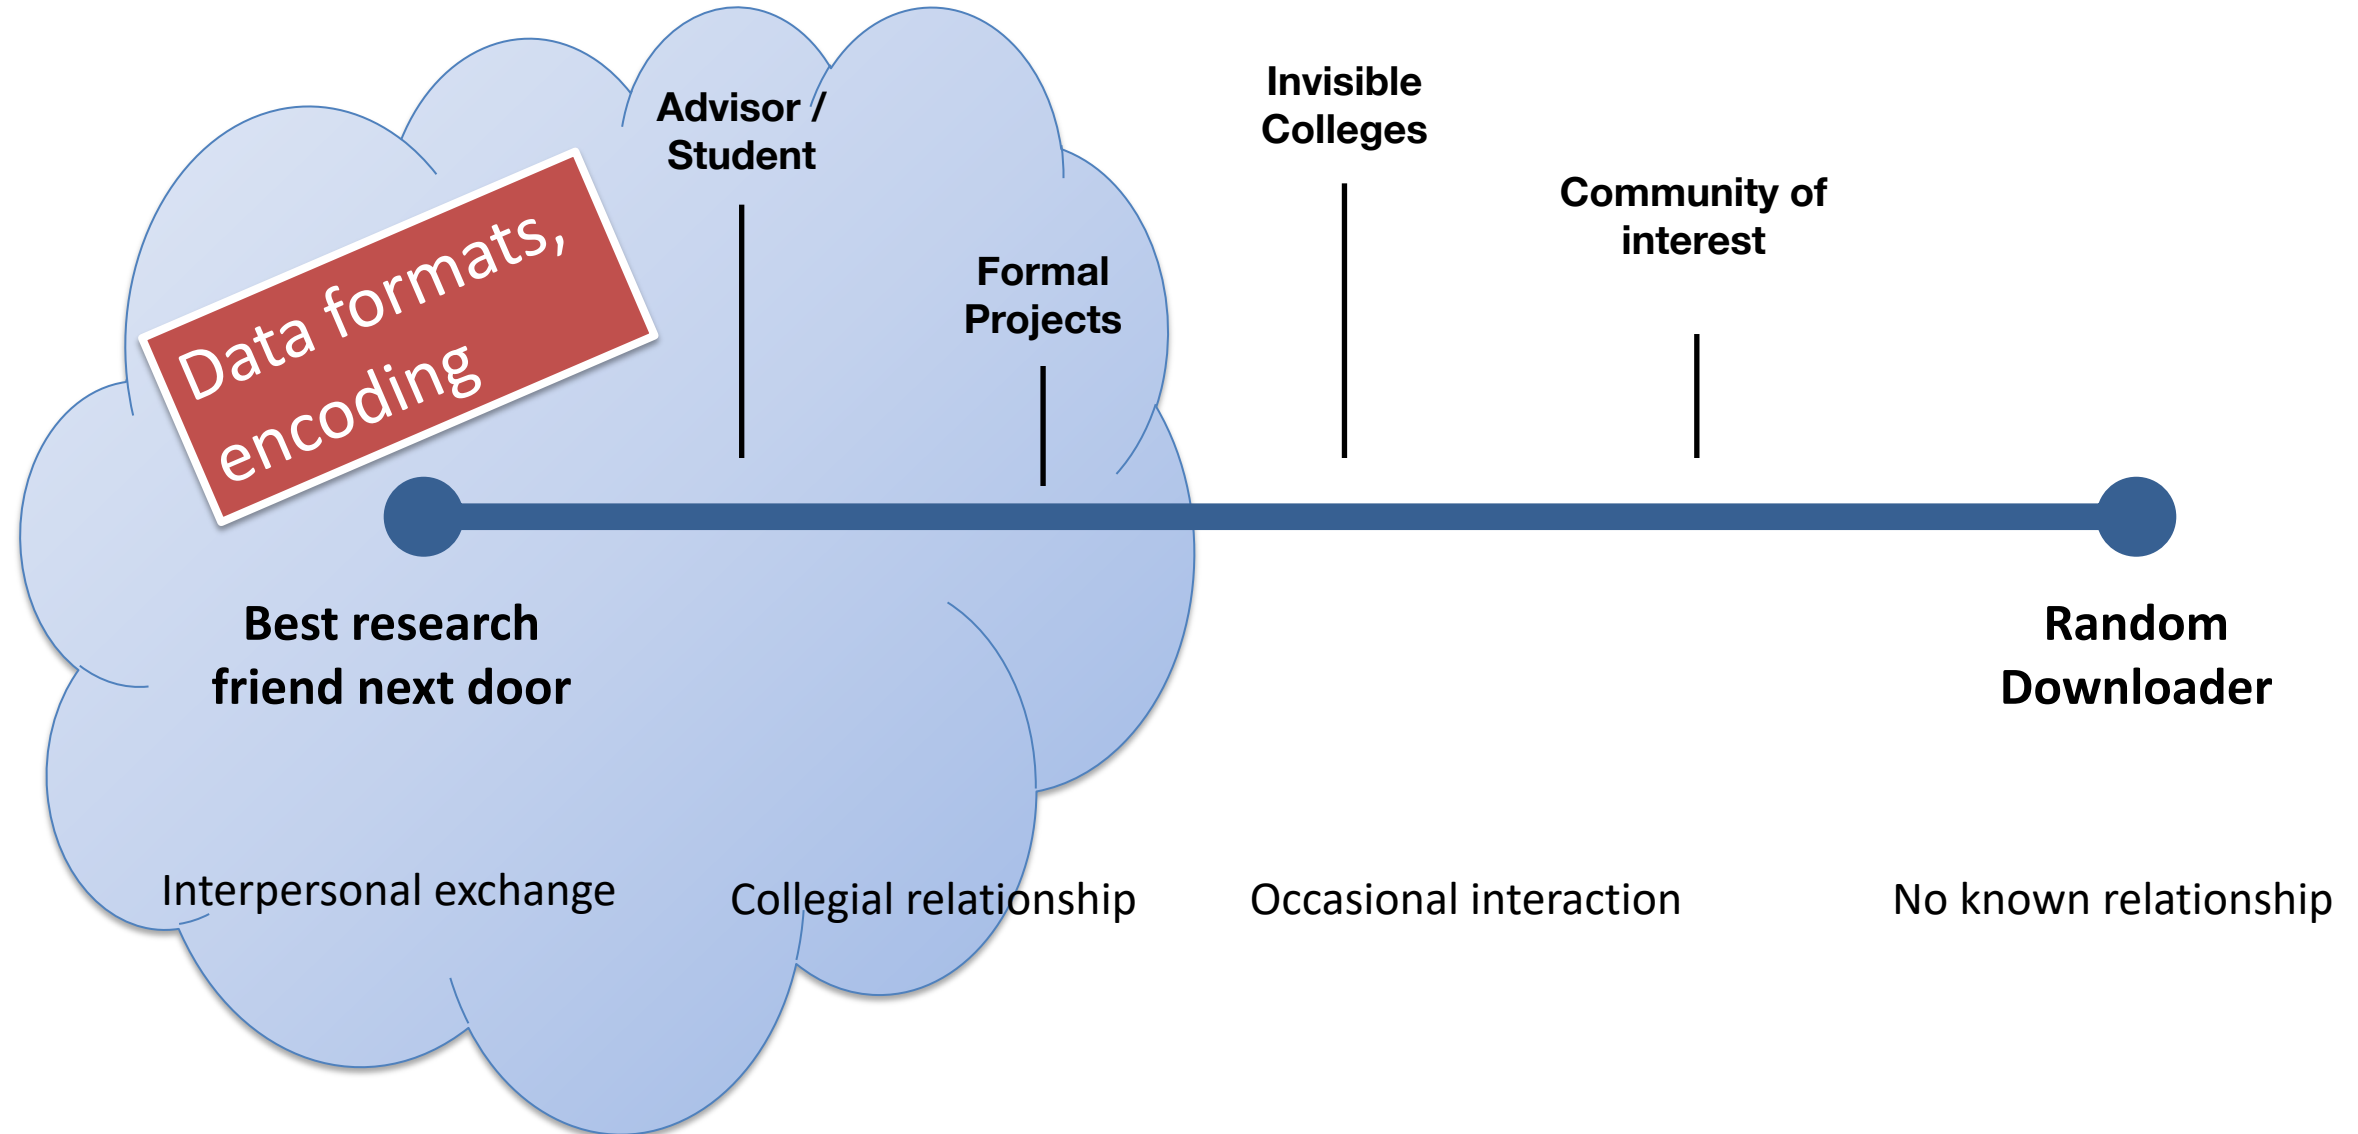 Invisible
Colleges
Advisor /
Student
Community of
interest
Data formats,
encoding
Formal
Projects
Best research
friend next door
Random
Downloader
Interpersonal exchange
Collegial relationship
Occasional interaction
No known relationship